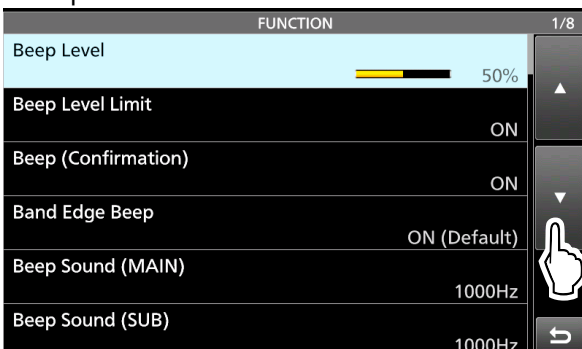 FUNCTION 1/8
Beep Level
50%
Beep Level Limit
ON
Beep (Confirmation)
ON
Band Edge Beep
ON (Default)
Beep Sound (MAIN)
1000Hz
Beep Sound (SUB)
1000Hz